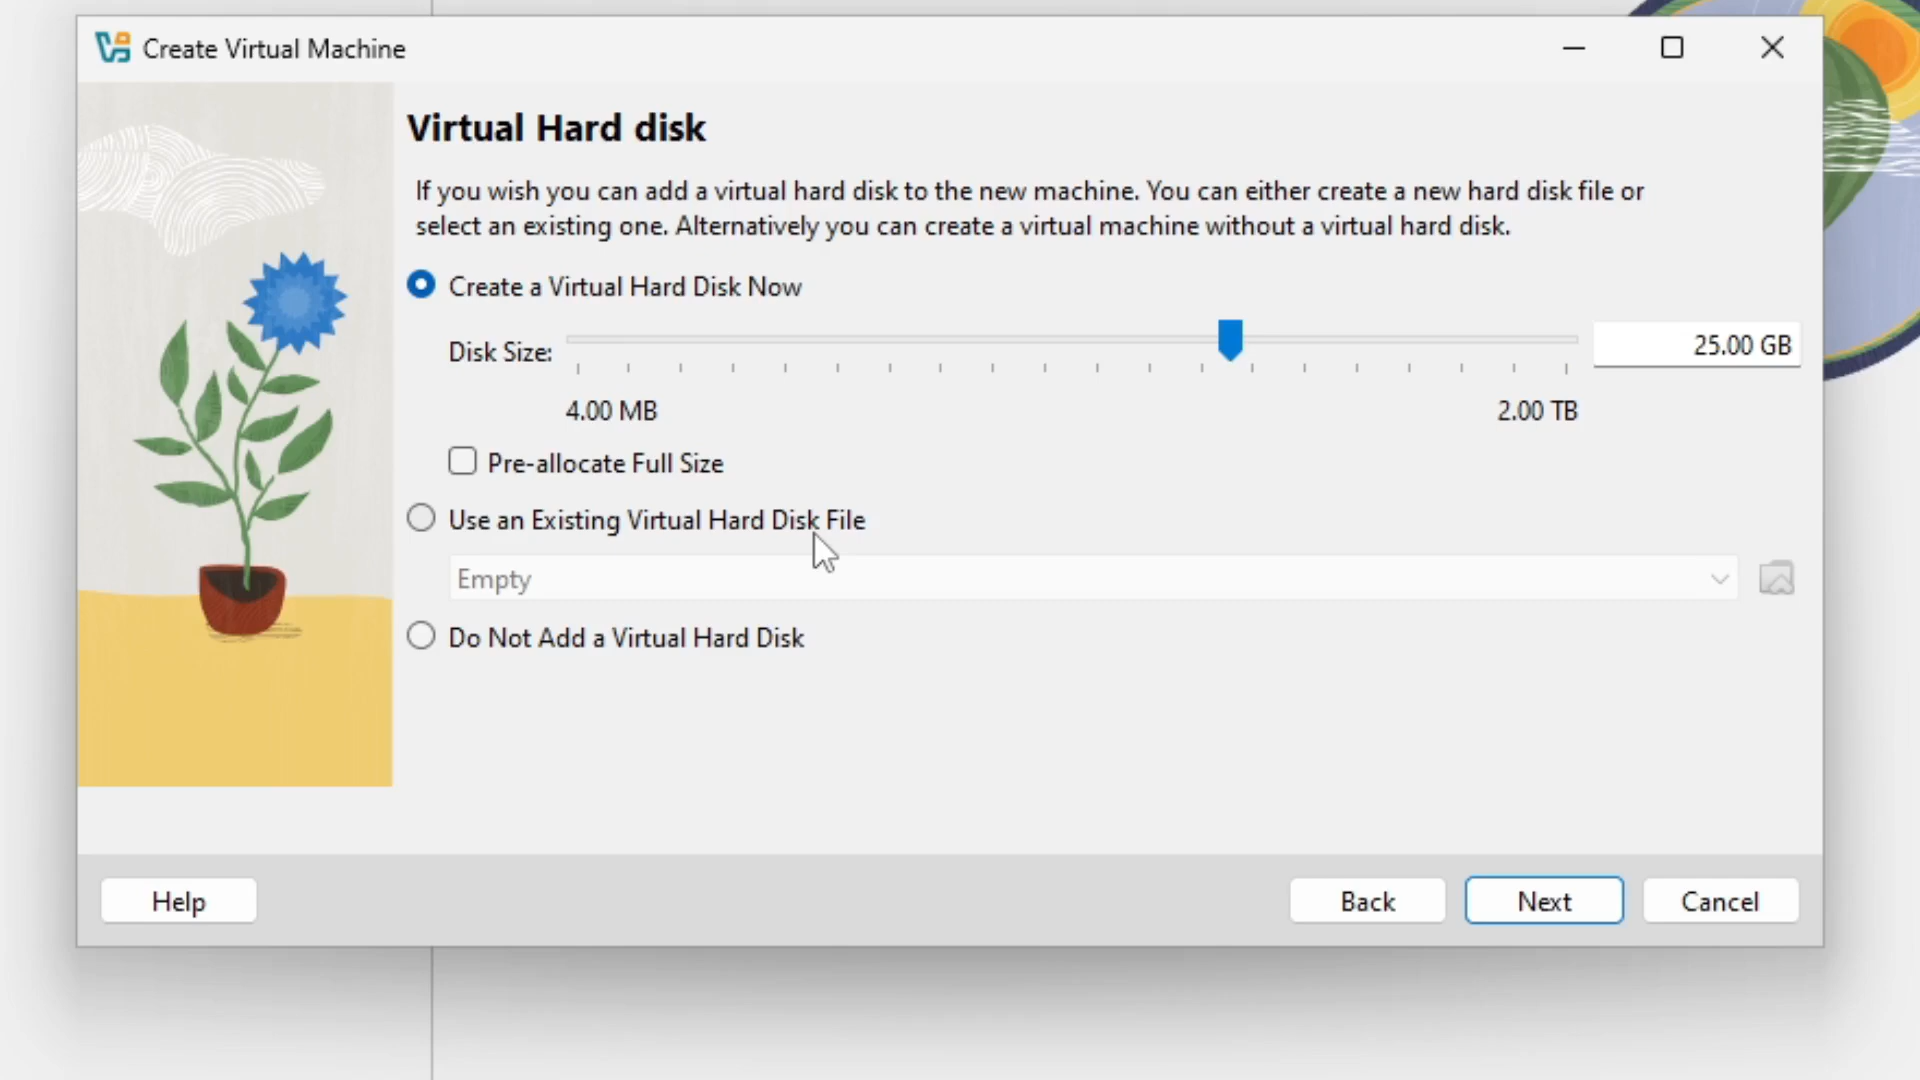 Create Virtual Machine
Virtual Hard disk
If you wish you can add a virtual hard disk to the new machine. You can either create a new hard disk file or
select an existing one. Alternatively you can create a virtual machine without a virtual hard disk.
Create a Virtual Hard Disk Now
Disk Size:
25.00 GB
4.00 MB
2.00 TB
Pre-allocate Full Size
Use an Existing Virtual Hard Disk File
Empty
Do Not Add a Virtual Hard Disk
Help
Back
Next
Cancel